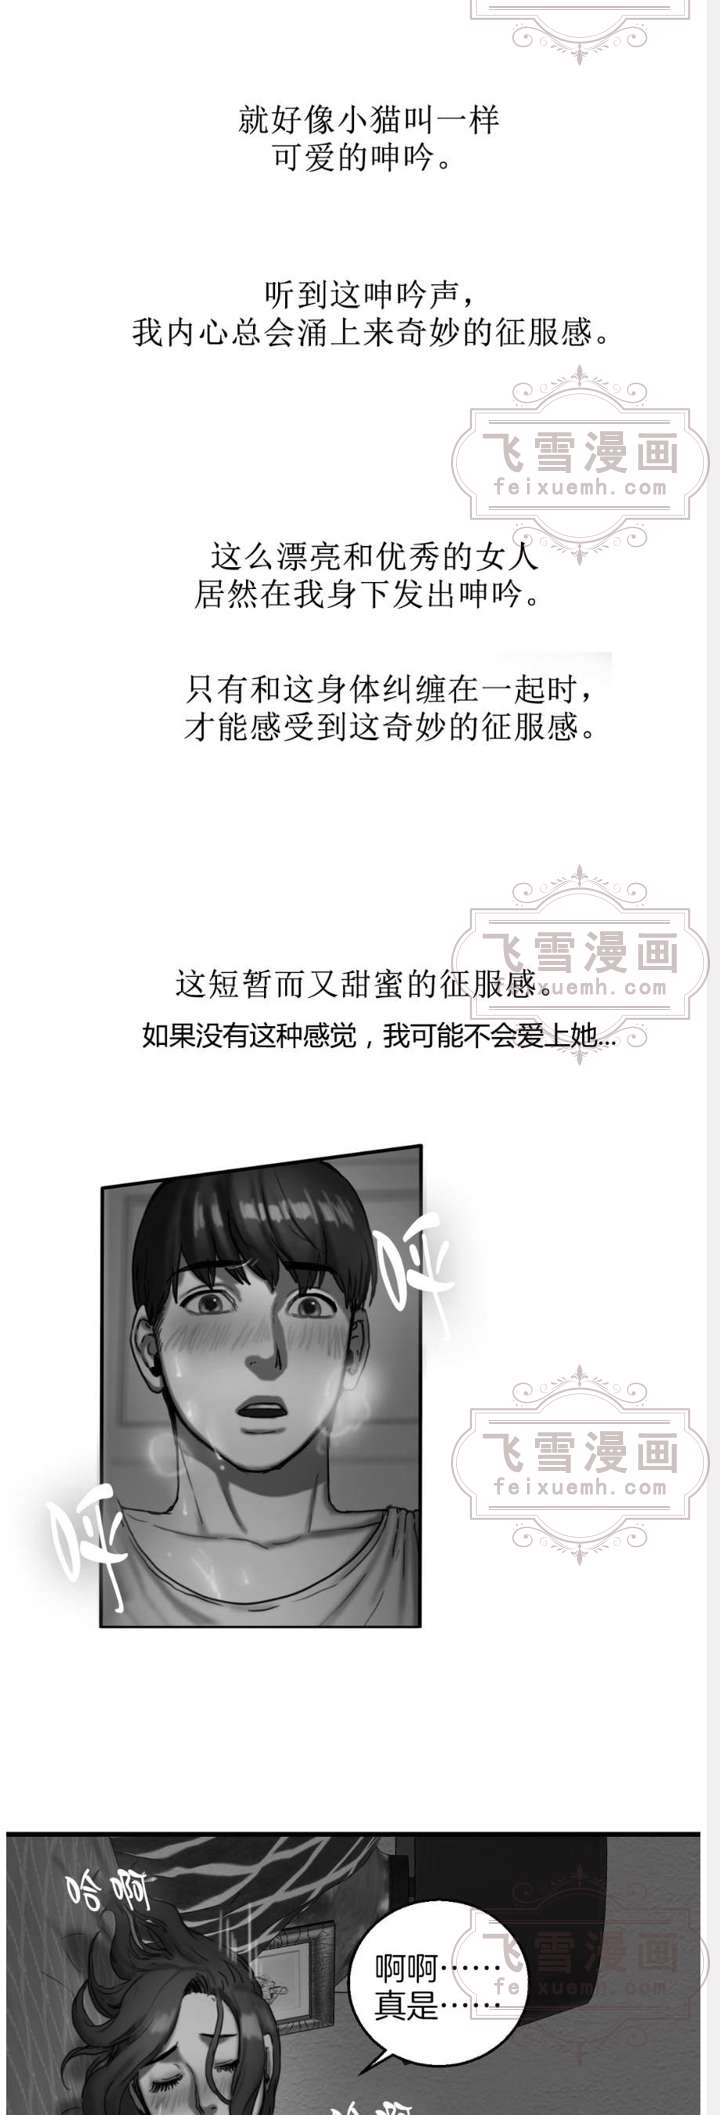 就好像小猫叫一样
可爱的呻吟。
听到这呻吟声，
我内心总会涌上来奇妙的征服感。
飞雪漫画
feixuemh.com
这么漂亮和优秀的女人
居然在我身下发出呻吟。
只有和这身体纠缠在一起时，
才能感受到这奇妙的征服感。
飞雪漫画
feixuemh.com
这短暂而又甜蜜的征服感。
如果没有这种感觉，我可能不会爱上她...
呼
飞雪漫画
feixuemh.com
呼
哈 啊
啊啊……
真是……
飞雪漫画
feixuemh.com